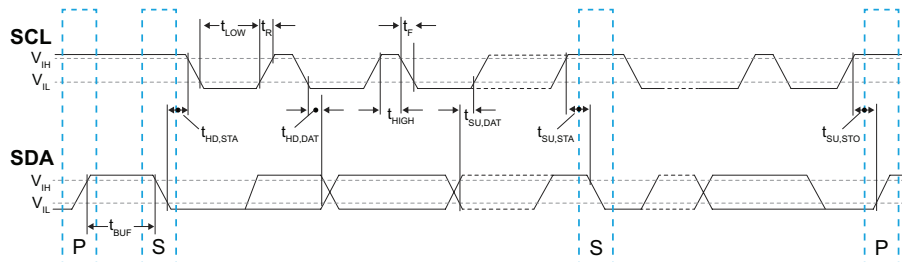 t_LOW t_R t_F
SCL
V_IH
V_IL
t_HD,STA t_HD,DAT t_HIGH t_SU,DAT t_SU,STA t_SU,STO
SDA
V_IH
V_IL
t_BUF
P S S P